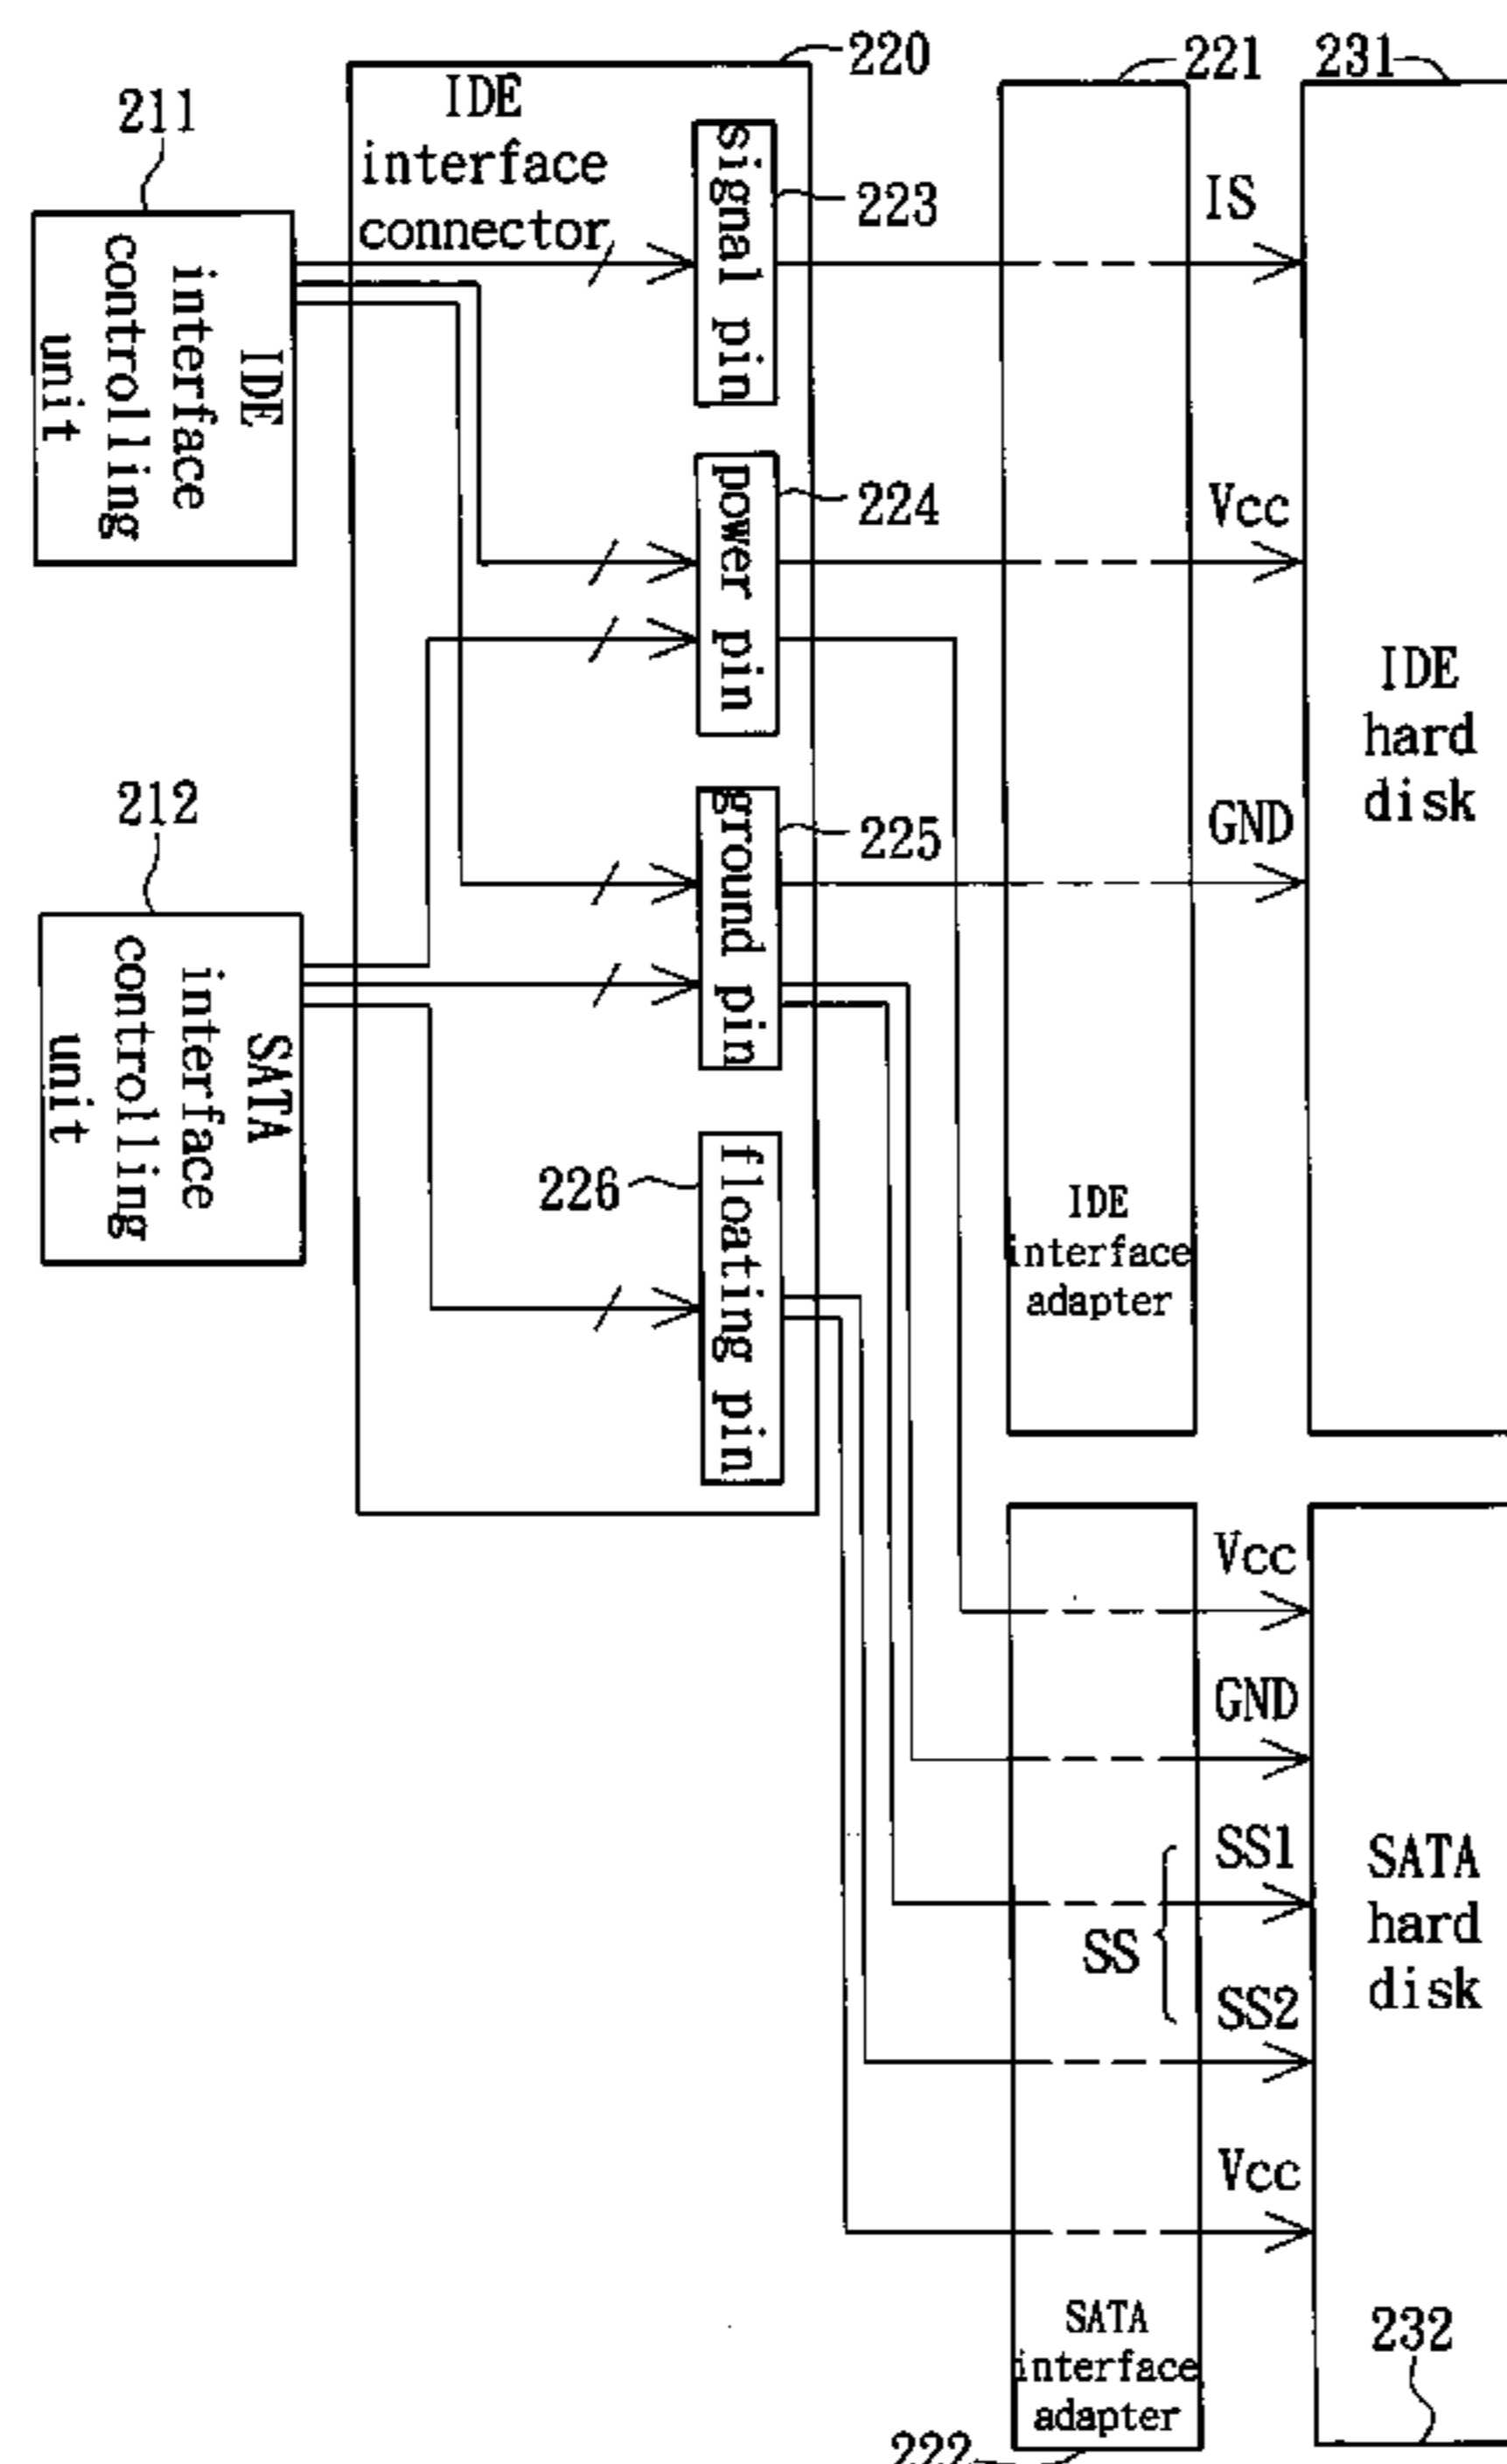 220
221
231
211
IDE
interface
connector
signal pin
223
IS
IDE
interface
controlling
unit
power pin
224
Vcc
IDE
hard
disk
212
ground pin
225
GND
SATA
interface
controlling
unit
226
floating pin
IDE
interface
adapter
Vcc
GND
SS1
SS
SS2
SATA
hard
disk
Vcc
SATA
interface
adapter
232
222